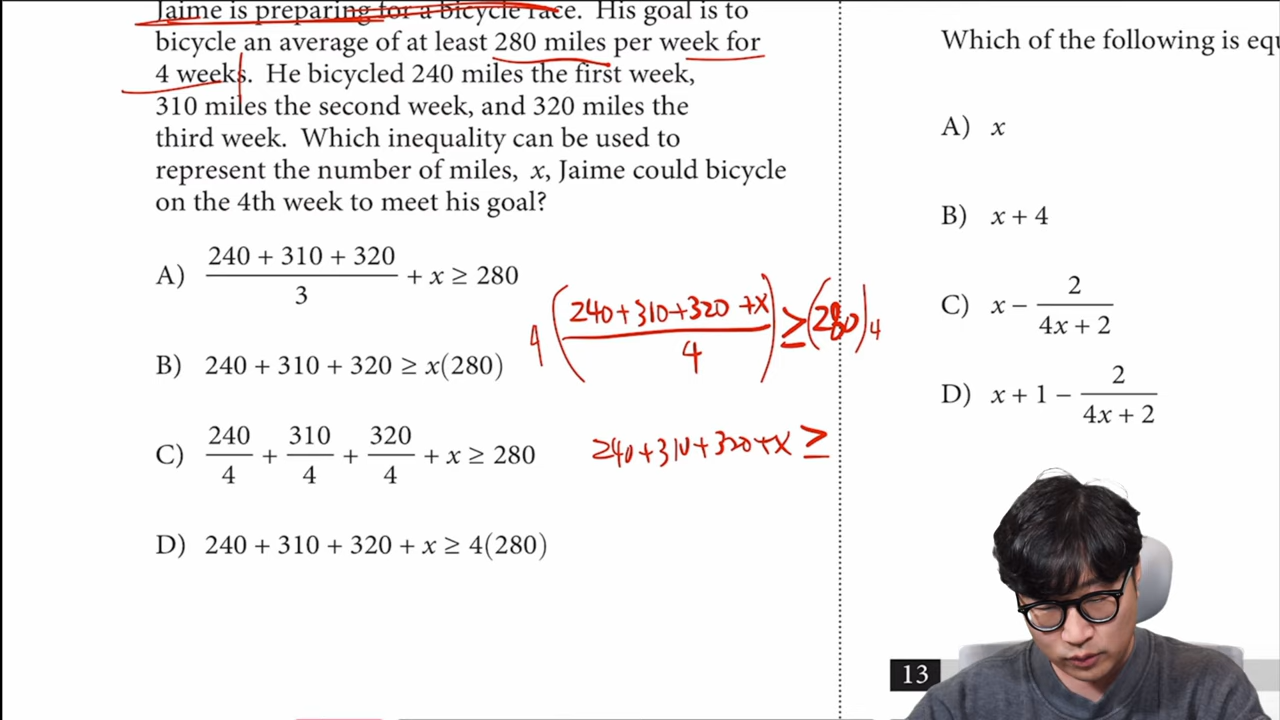 Jaime is preparing for a bicycle race. His goal is to
bicycle an average of at least 280 miles per week for
4 weeks. He bicycled 240 miles the first week,
310 miles the second week, and 320 miles the
third week. Which inequality can be used to
represent the number of miles, x, Jaime could bicycle
on the 4th week to meet his goal?
A) (240 + 310 + 320)/3 + x ≥ 280
B) 240 + 310 + 320 ≥ x(280)
C) 240/4 + 310/4 + 320/4 + x ≥ 280
D) 240 + 310 + 320 + x ≥ 4(280)
4((240+310+320+x)/4) ≥ (280)4
240+310+320+x ≥
Which of the following is equ
A) x
B) x + 4
C) x − 2/(4x + 2)
D) x + 1 − 2/(4x + 2)
13